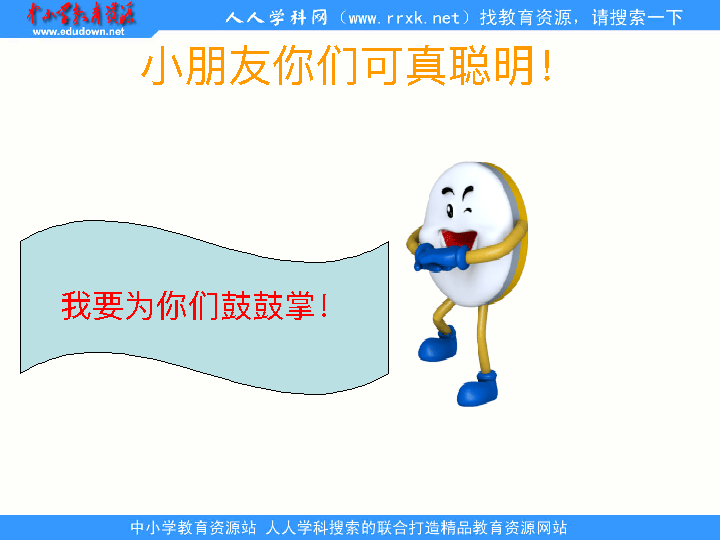 中小学教育资源
www.edudown.net
人人学科网（www.rrxk.net）找教育资源，请搜索一下
小朋友你们可真聪明！
我要为你们鼓鼓掌！
中小学教育资源站 人人学科搜索的联合打造精品教育资源网站